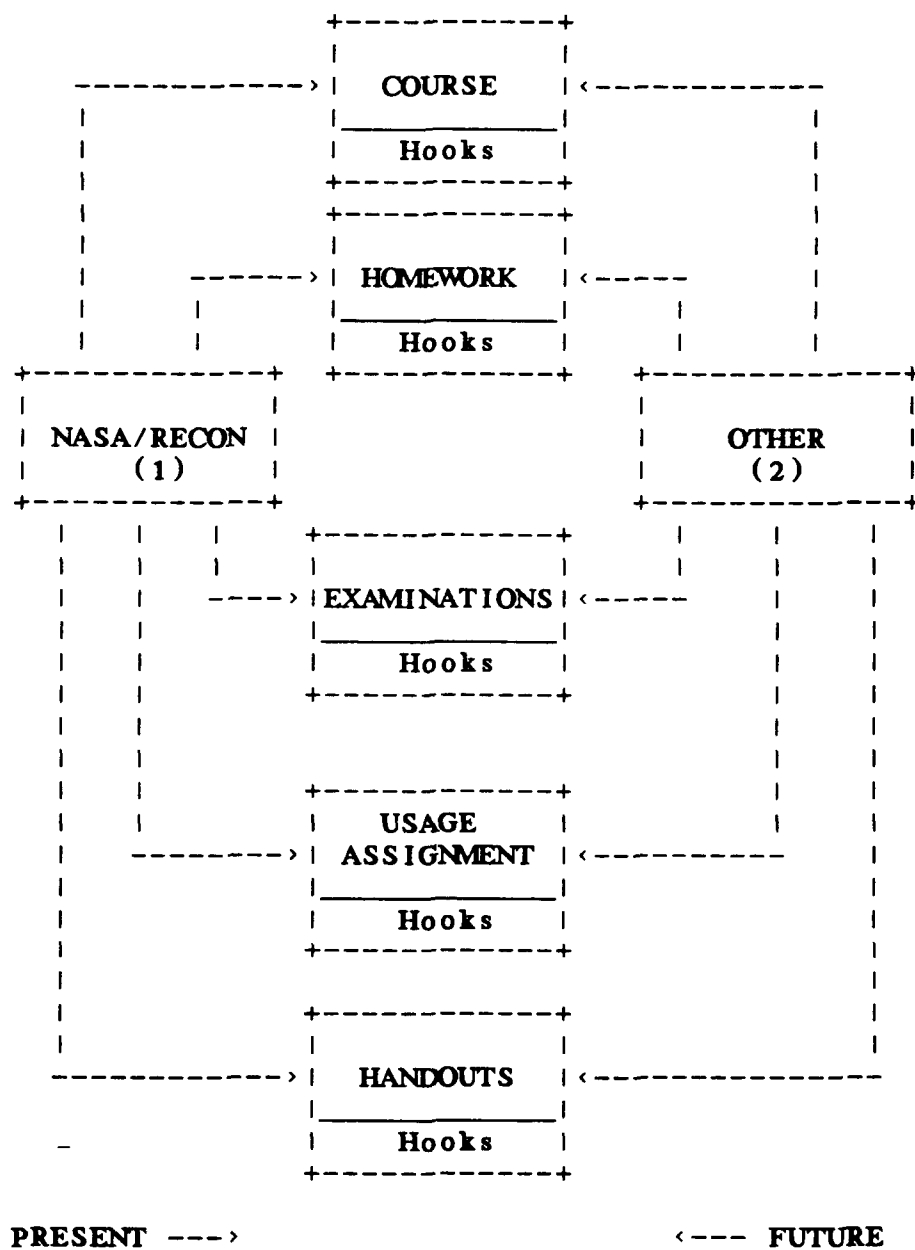 COURSE
Hooks
HOMEWORK
Hooks
NASA/RECON
(1)
OTHER
(2)
EXAMINATIONS
Hooks
USAGE
ASSIGNMENT
Hooks
HANDOUTS
Hooks
PRESENT --->
<--- FUTURE